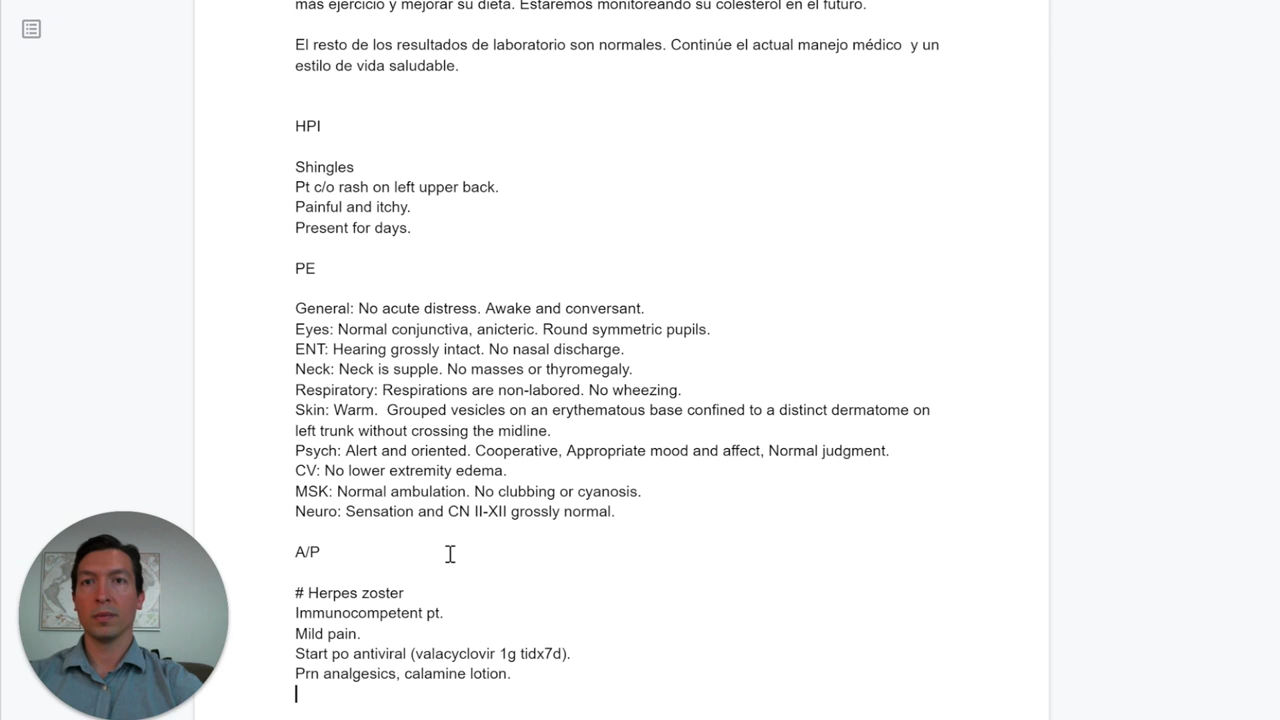 más ejercicio y mejorar su dieta. Estaremos monitoreando su colesterol en el futuro.
El resto de los resultados de laboratorio son normales. Continúe el actual manejo médico  y un
estilo de vida saludable.
HPI
Shingles
Pt c/o rash on left upper back.
Painful and itchy.
Present for days.
PE
General: No acute distress. Awake and conversant.
Eyes: Normal conjunctiva, anicteric. Round symmetric pupils.
ENT: Hearing grossly intact. No nasal discharge.
Neck: Neck is supple. No masses or thyromegaly.
Respiratory: Respirations are non-labored. No wheezing.
Skin: Warm.  Grouped vesicles on an erythematous base confined to a distinct dermatome on
left trunk without crossing the midline.
Psych: Alert and oriented. Cooperative, Appropriate mood and affect, Normal judgment.
CV: No lower extremity edema.
MSK: Normal ambulation. No clubbing or cyanosis.
Neuro: Sensation and CN II-XII grossly normal.
A/P
# Herpes zoster
Immunocompetent pt.
Mild pain.
Start po antiviral (valacyclovir 1g tidx7d).
Prn analgesics, calamine lotion.